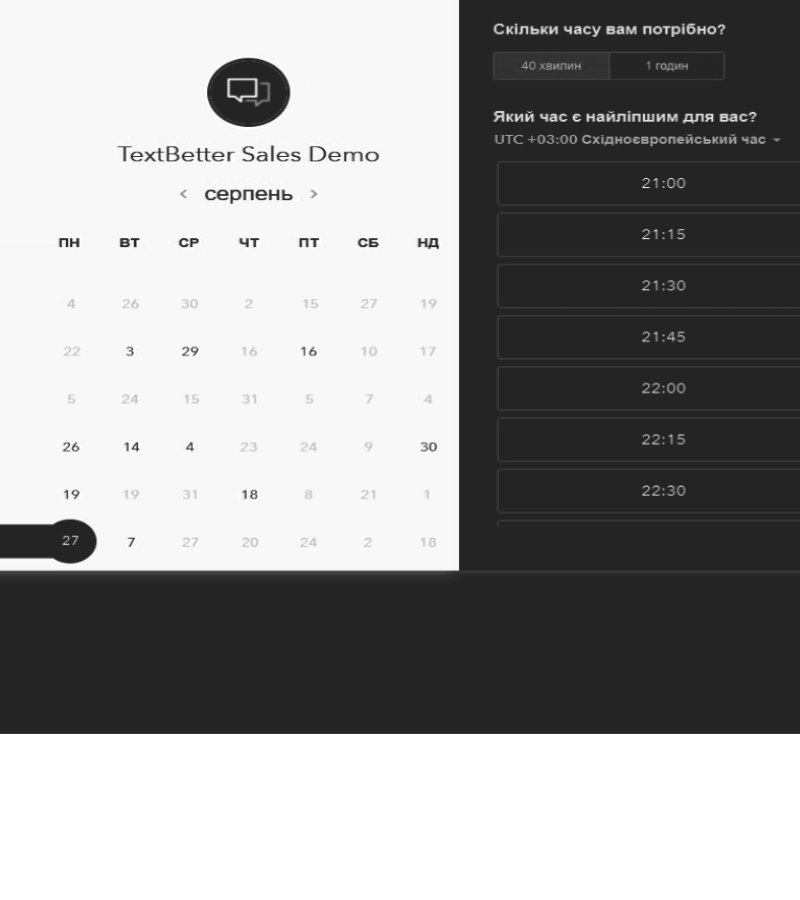 TextBetter Sales Demo
серпень
ПН ВТ СР ЧТ ПТ СБ НД
4 26 30 2 15 27 19
22 3 29 16 16 10 17
5 24 15 31 5 7 4
26 14 4 23 24 9 30
19 19 31 18 8 21 1
27 7 27 20 24 2 18
Скільки часу вам потрібно?
40 хвилин 1 годин
Який час є найліпшим для вас?
UTC +03:00 Східноєвропейський час
21:00
21:15
21:30
21:45
22:00
22:15
22:30